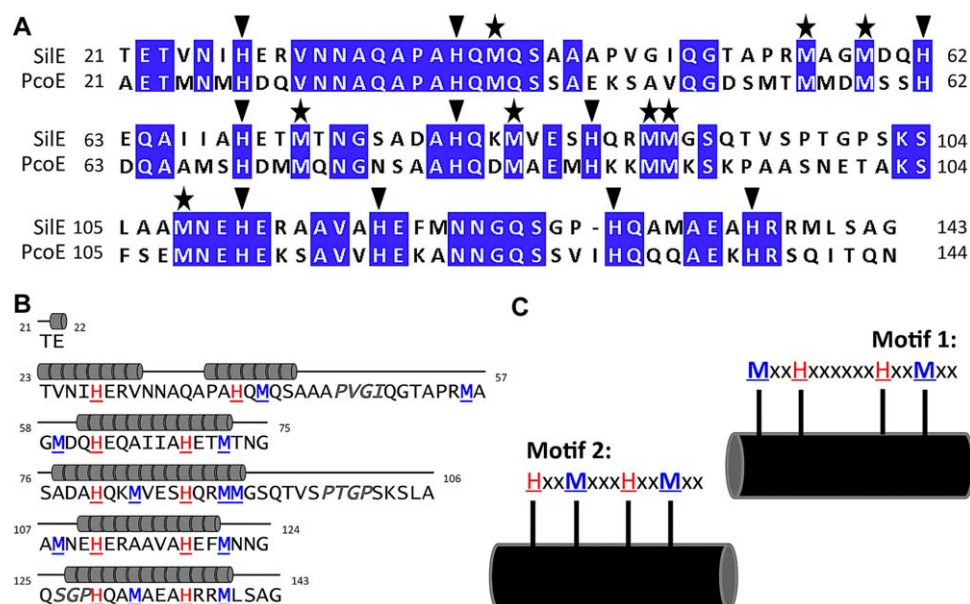 A
SilE 21 T E T V N I H E R V N N A Q A P A H Q M Q S A A A P V G I Q G T A P R M A G M D Q H 62
PcoE 21 A E T M N M H D Q V N N A Q A P A H Q M Q S S A E K S A V Q G D S M T M M D M S S H 62
SilE 63 E Q A I I A H E T M T N G S A D A H Q K M V E S H Q R M M G S Q T V S P T G P S K S 104
PcoE 63 D Q A A M S H D M M Q N G N S A A H Q D M A E M H K K M M K S K P A A S N E T A K S 104
SilE 105 L A A M N E H E R A A V A H E F M N N G Q S G P - H Q A M A E A H R R M L S A G 143
PcoE 105 F S E M N E H E K S A V V H E K A N N G Q S S V I H Q Q Q A E K H R S Q I T Q N 144
B
21 22
TE
23 57
TVNIHERVNNAQAPAHQMQSAAAPVGIQGTAPRMA
58 75
GMDQHEQAIIAHETMTNG
76 106
SADAHQKMVESHQRMMGSQTVSPTGPSKSLA
107 124
AMNEHERAAVAHEFMNNG
125 143
QSGPHQAMAEAHRRMLSAG
C
Motif 1:
MxxHxxxxxxHxxMxx
Motif 2:
HxxMxxxHxxMxx